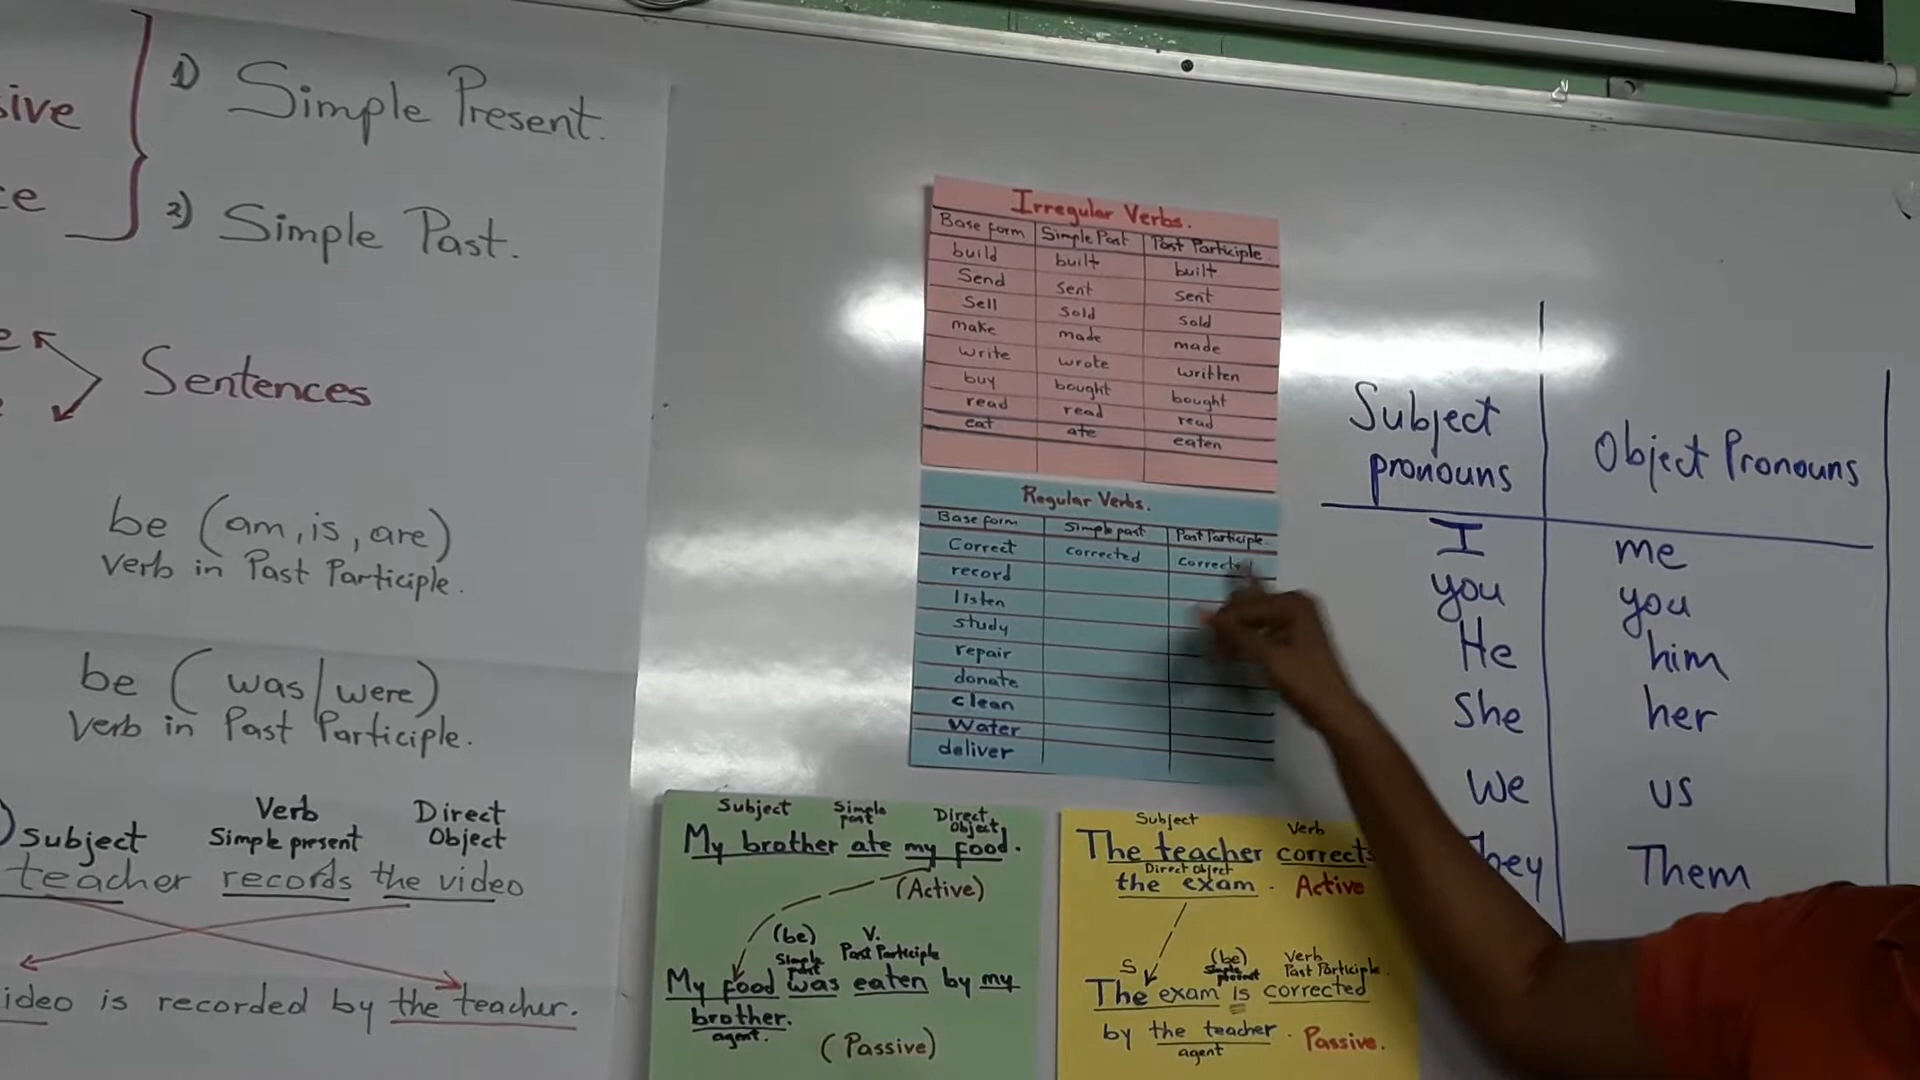 sive
1) Simple Present.
2) Simple Past.
Sentences
be (am, is, are)
verb in Past Participle.
be ( was/were)
verb in Past Participle.
Subject
Verb
Simple present
Direct
Object
teacher records the video
ideo is recorded by the teacher.
Irregular Verbs.
Base form Simple Past Past Participle
build built built
Send sent sent
Sell sold sold
make made made
write wrote written
buy bought bought
read read read
eat ate eaten
Regular Verbs.
Base form Simple past Past Participle
Correct corrected corrected
record
listen
study
repair
donate
clean
Water
deliver
Subject Simple past Direct Object
My brother ate my food.
(Active)
(be) V.
Simple past Past Participle
My food was eaten by my
brother.
agent.
(Passive)
Subject Verb
The teacher corrects
Direct Object
the exam. Active
S (be) Simple present Verb Past Participle.
The exam is corrected
by the teacher. Passive.
agent
Subject pronouns Object Pronouns
I me
you you
He him
She her
we us
they Them